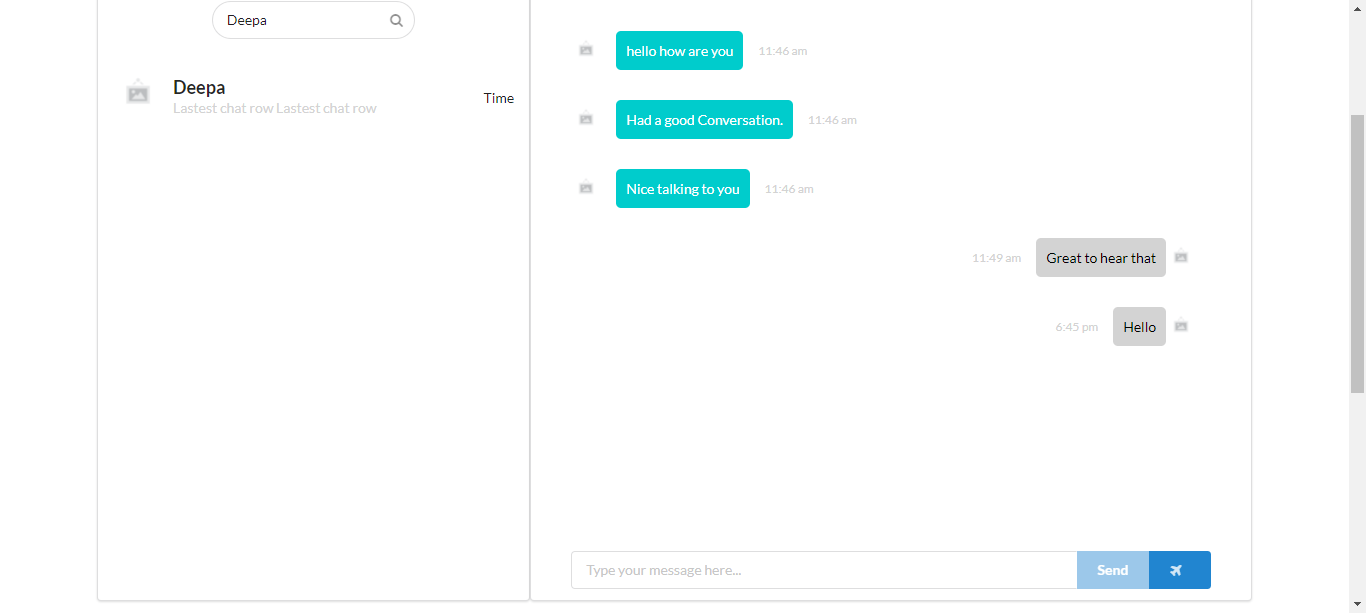 Deepa
Deepa
Lastest chat row Lastest chat row
Time
hello how are you
11:46 am
Had a good Conversation.
11:46 am
Nice talking to you
11:46 am
11:49 am
Great to hear that
6:45 pm
Hello
Type your message here...
Send